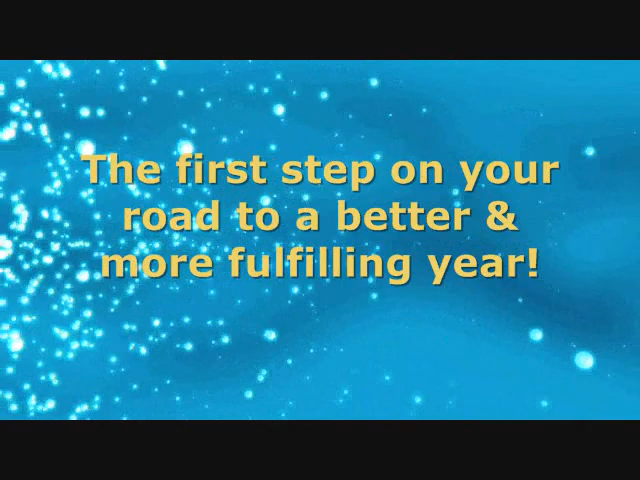 The first step on your
road to a better &
more fulfilling year!